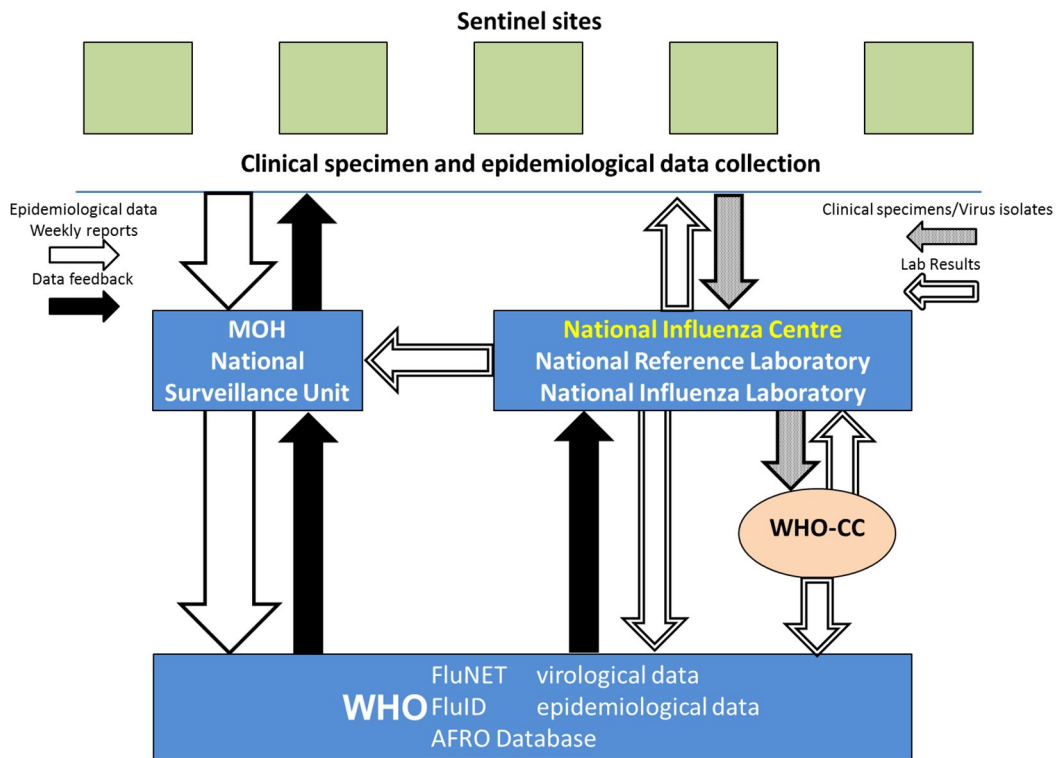 Sentinel sites
Clinical specimen and epidemiological data collection
Epidemiological data
Weekly reports
Data feedback
Clinical specimens/Virus isolates
Lab Results
MOH
National
Surveillance Unit
National Influenza Centre
National Reference Laboratory
National Influenza Laboratory
WHO-CC
WHO
FluNET virological data
FluID epidemiological data
AFRO Database